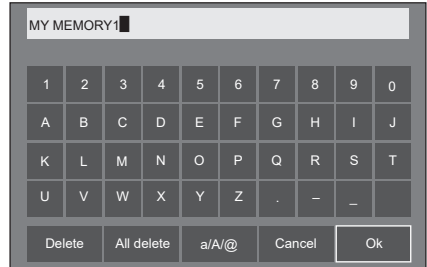 MY MEMORY1
1 2 3 4 5 6 7 8 9 0
A B C D E F G H I J
K L M N O P Q R S T
U V W X Y Z . – _
Delete All delete a/A/@ Cancel Ok